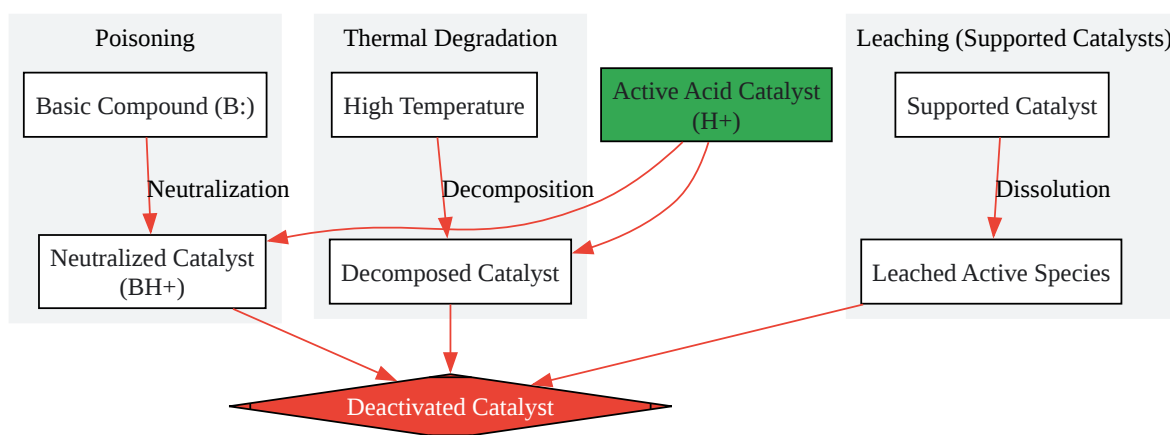 Poisoning
Thermal Degradation
Leaching (Supported Catalysts)
Basic Compound (B:)
High Temperature
Active Acid Catalyst
(H+)
Supported Catalyst
Neutralization
Decomposition
Dissolution
Neutralized Catalyst
(BH+)
Decomposed Catalyst
Leached Active Species
Deactivated Catalyst